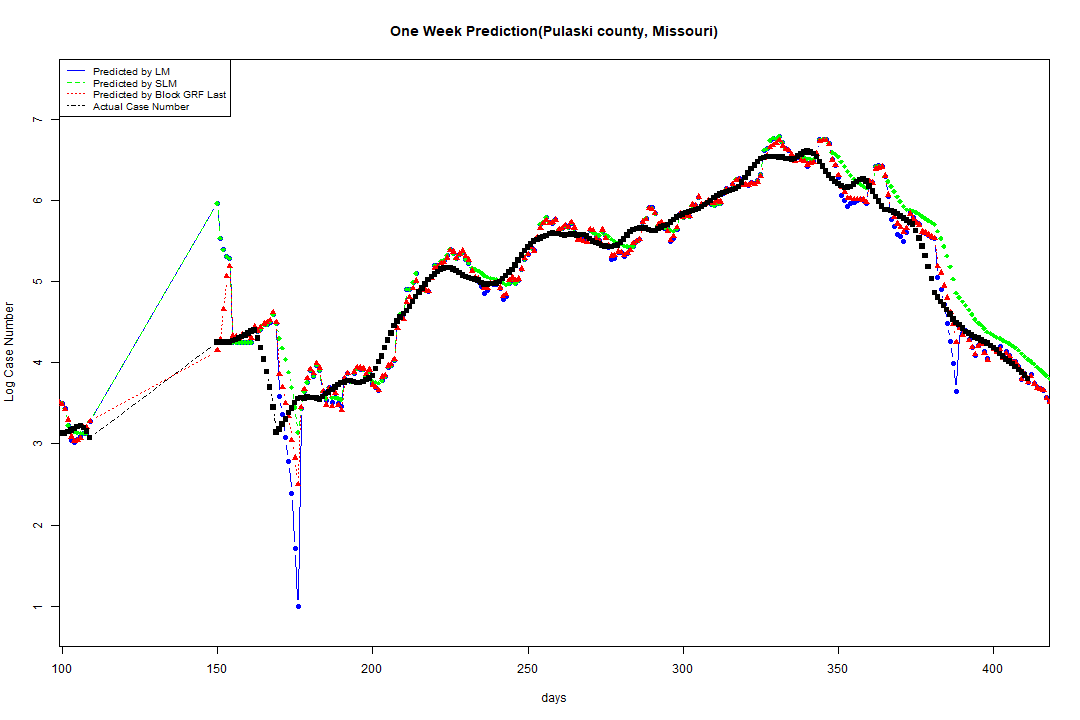 One Week Prediction(Pulaski county, Missouri)
Predicted by LM
Predicted by SLM
Predicted by Block GRF Last
Actual Case Number
Log Case Number
7
6
5
4
3
2
1
100 150 200 250 300 350 400
days